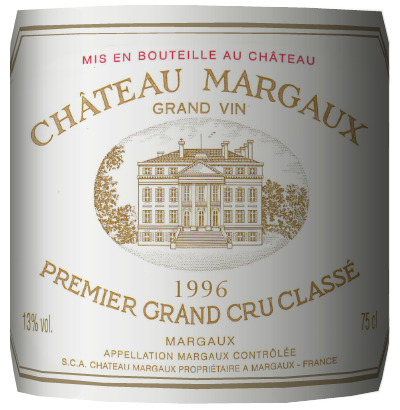 MIS EN BOUTEILLE AU CHÂTEAU
CHÂTEAU MARGAUX
GRAND VIN
1996
PREMIER GRAND CRU CLASSÉ
13% vol.
75 cl
MARGAUX
APPELLATION MARGAUX CONTRÔLÉE
S.C.A. CHATEAU MARGAUX PROPRIÉTAIRE A MARGAUX - FRANCE